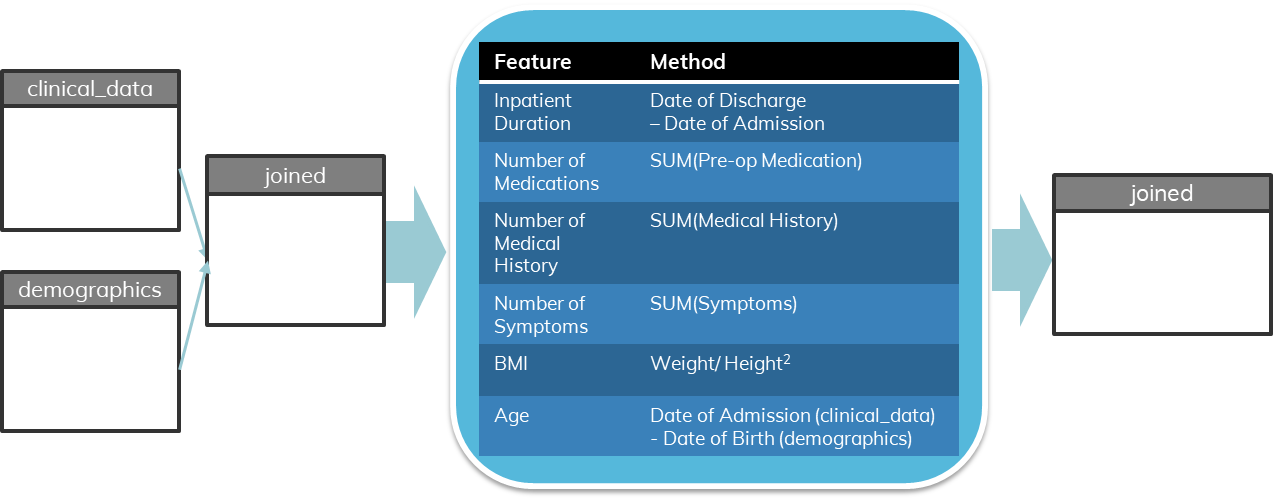 clinical_data
demographics
joined
Feature Method
Inpatient Date of Discharge
Duration – Date of Admission
Number of SUM(Pre-op Medication)
Medications
Number of SUM(Medical History)
Medical
History
Number of SUM(Symptoms)
Symptoms
BMI Weight/ Height²
Age Date of Admission (clinical_data)
- Date of Birth (demographics)
joined